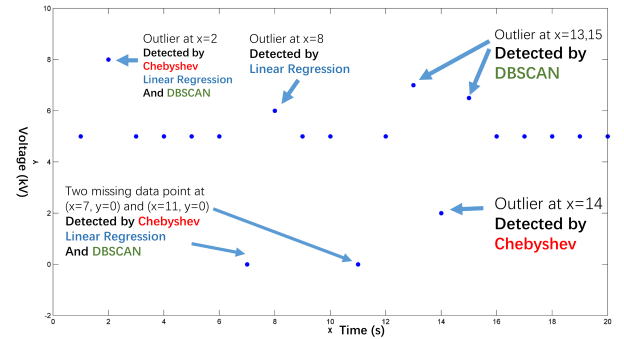 Outlier at x=2
Detected by
Chebyshev
Linear Regression
And DBSCAN
Outlier at x=8
Detected by
Linear Regression
Outlier at x=13,15
Detected by
DBSCAN
Two missing data point at
(x=7, y=0) and (x=11, y=0)
Detected by Chebyshev
Linear Regression
And DBSCAN
Outlier at x=14
Detected by
Chebyshev
10
8
6
4
2
0
-2
Voltage (kV)
Y
0 2 4 6 8 10 12 14 16 18 20
X Time (s)